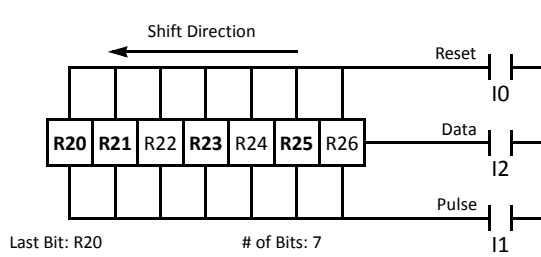 Shift Direction
Reset
I0
R20 R21 R22 R23 R24 R25 R26
Data
I2
Pulse
I1
Last Bit: R20
# of Bits: 7